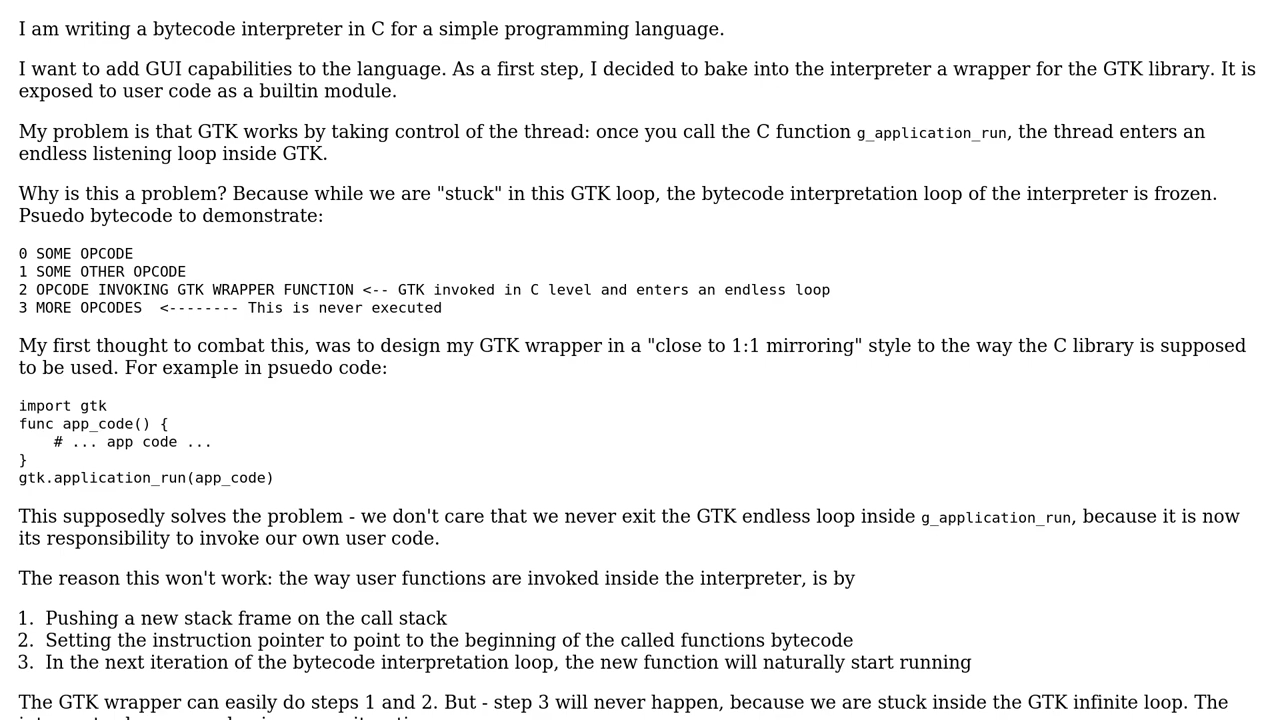 I am writing a bytecode interpreter in C for a simple programming language.
I want to add GUI capabilities to the language. As a first step, I decided to bake into the interpreter a wrapper for the GTK library. It is
exposed to user code as a builtin module.
My problem is that GTK works by taking control of the thread: once you call the C function g_application_run, the thread enters an
endless listening loop inside GTK.
Why is this a problem? Because while we are "stuck" in this GTK loop, the bytecode interpretation loop of the interpreter is frozen.
Psuedo bytecode to demonstrate:
0 SOME OPCODE
1 SOME OTHER OPCODE
2 OPCODE INVOKING GTK WRAPPER FUNCTION <-- GTK invoked in C level and enters an endless loop
3 MORE OPCODES  <-------- This is never executed
My first thought to combat this, was to design my GTK wrapper in a "close to 1:1 mirroring" style to the way the C library is supposed
to be used. For example in psuedo code:
import gtk
func app_code() {
    # ... app code ...
}
gtk.application_run(app_code)
This supposedly solves the problem - we don't care that we never exit the GTK endless loop inside g_application_run, because it is now
its responsibility to invoke our own user code.
The reason this won't work: the way user functions are invoked inside the interpreter, is by
1. Pushing a new stack frame on the call stack
2. Setting the instruction pointer to point to the beginning of the called functions bytecode
3. In the next iteration of the bytecode interpretation loop, the new function will naturally start running
The GTK wrapper can easily do steps 1 and 2. But - step 3 will never happen, because we are stuck inside the GTK infinite loop. The